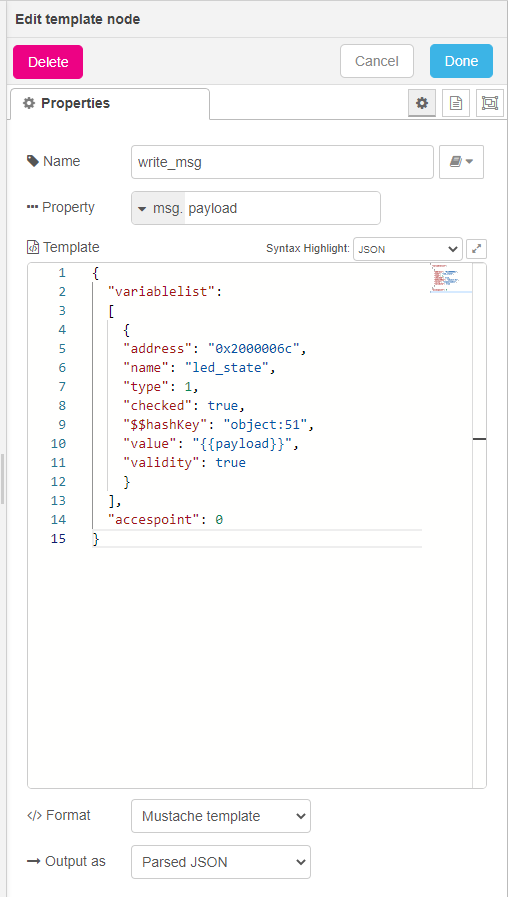 Edit template node
Delete
Cancel
Done
Properties
Name
write_msg
Property
msg. payload
Template
Syntax Highlight: JSON
1 {
2 "variablelist":
3 [
4 {
5 "address": "0x2000006c",
6 "name": "led_state",
7 "type": 1,
8 "checked": true,
9 "$$hashKey": "object:51",
10 "value": "{{payload}}",
11 "validity": true
12 }
13 ],
14 "accespoint": 0
15 }
Format
Mustache template
Output as
Parsed JSON